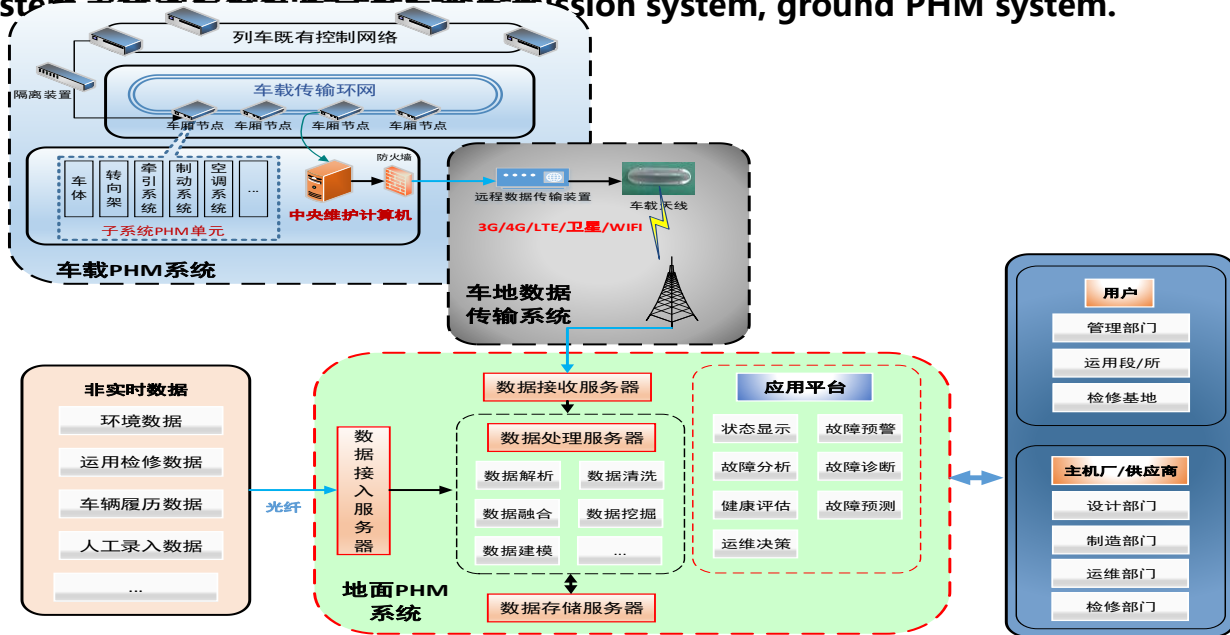 ssion system, ground PHM system.
列车既有控制网络
隔离装置
车载传输环网
车厢节点
车厢节点
车厢节点
车厢节点
车体
转向架
牵引系统
制动系统
空调系统
...
子系统PHM单元
中央维护计算机
防火墙
车载PHM系统
远程数据传输装置
车载天线
3G/4G/LTE/卫星/WIFI
车地数据
传输系统
非实时数据
环境数据
运用检修数据
车辆履历数据
人工录入数据
...
光纤
数据接入服务器
数据接收服务器
数据处理服务器
数据解析
数据清洗
数据融合
数据挖掘
数据建模
...
数据存储服务器
地面PHM
系统
应用平台
状态显示
故障预警
故障分析
故障诊断
健康评估
故障预测
运维决策
用户
管理部门
运用段/所
检修基地
主机厂/供应商
设计部门
制造部门
运维部门
检修部门